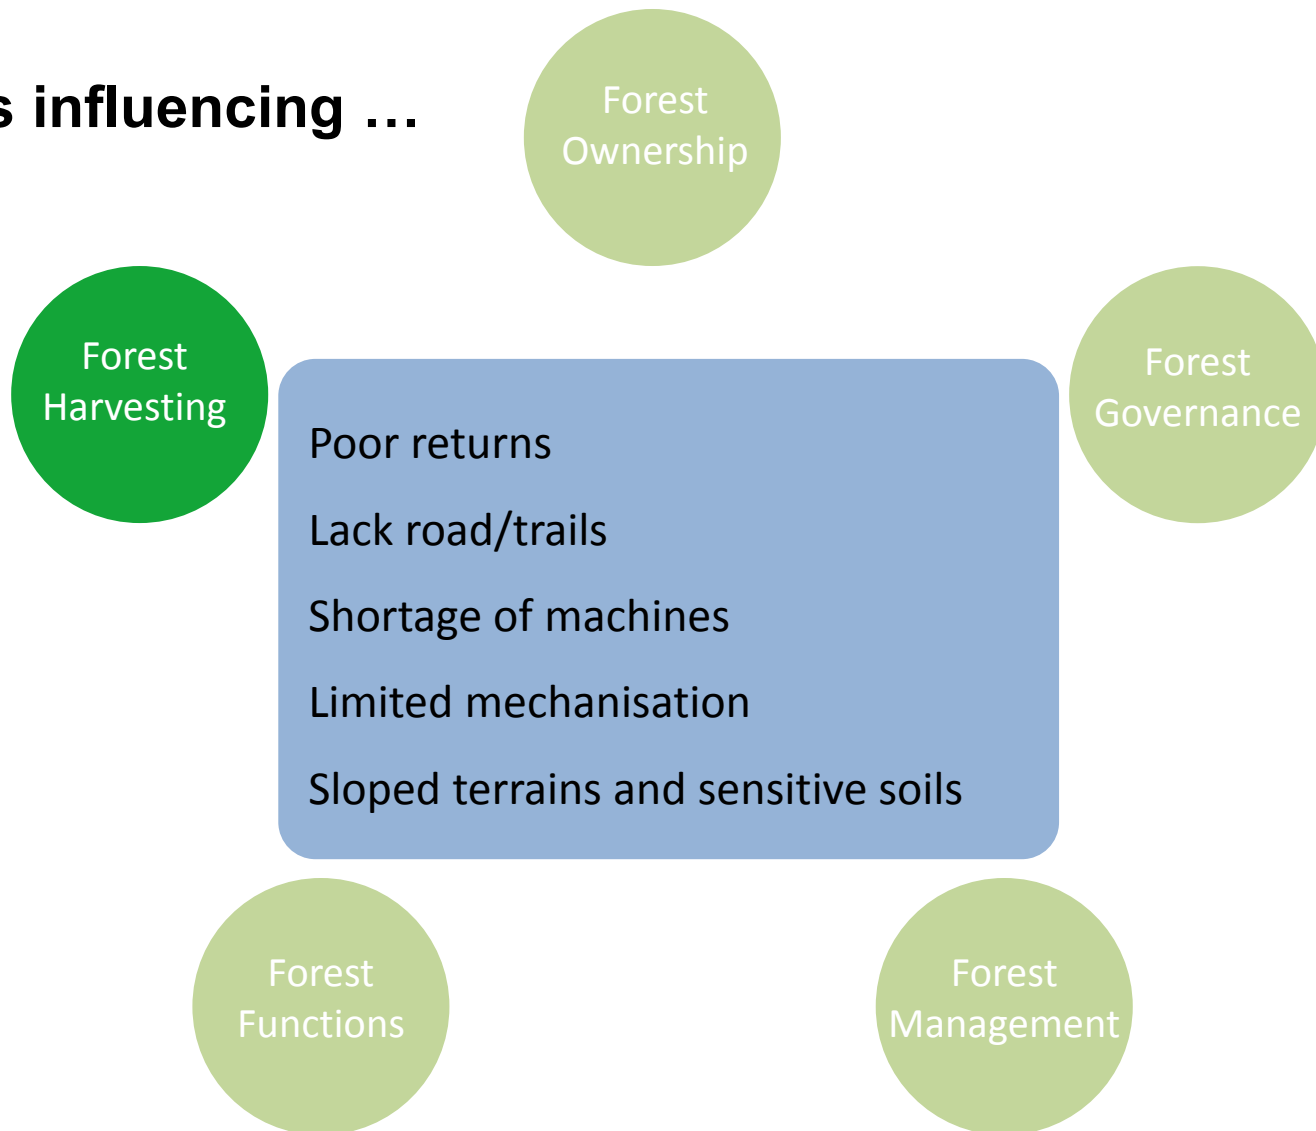 s influencing …
Forest
Ownership
Forest
Harvesting
Forest
Governance
Poor returns
Lack road/trails
Shortage of machines
Limited mechanisation
Sloped terrains and sensitive soils
Forest
Functions
Forest
Management